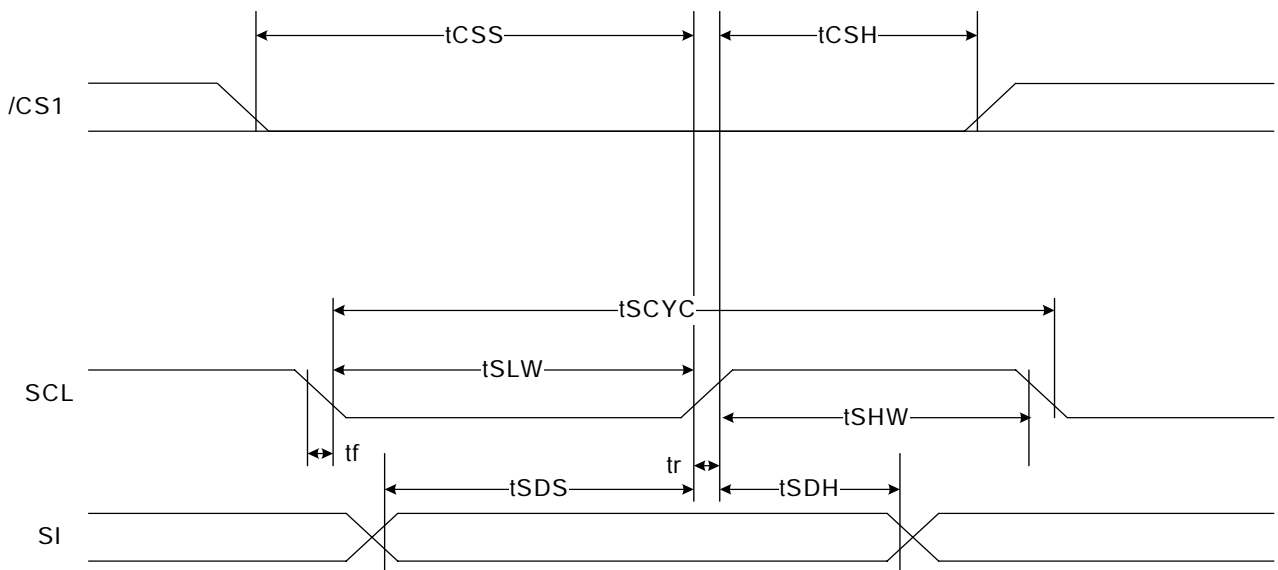 tCSS
tCSH
/CS1
tSCYC
tSLW
SCL
tSHW
tf
tr
tSDS
tSDH
SI